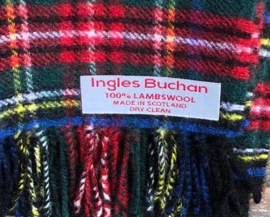 Ingles Buchan
100% LAMBSWOOL
MADE IN SCOTLAND
DRY CLEAN